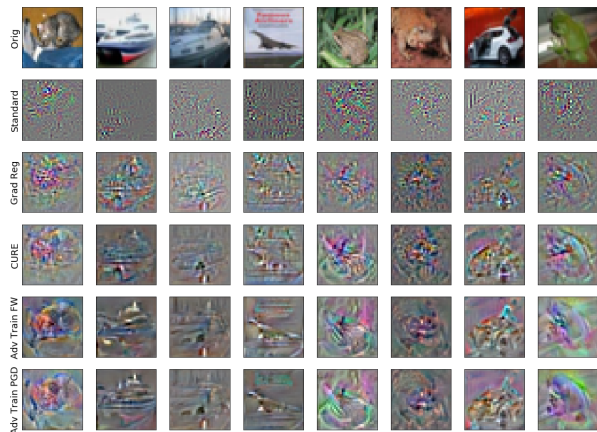 Orig
Standard
Grad Reg
CURE
Adv Train FW
Adv Train PGD